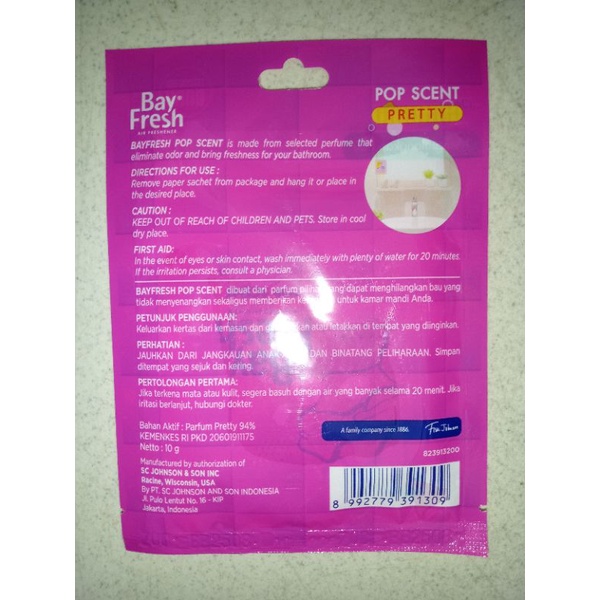 Bay
Fresh
AIR FRESHENER
POP SCENT
PRETTY
BAYFRESH POP SCENT is made from selected perfume that
eliminate odor and bring freshness for your bathroom.
DIRECTIONS FOR USE :
Remove paper sachet from package and hang it or place in
the desired place.
CAUTION :
KEEP OUT OF REACH OF CHILDREN AND PETS. Store in cool
dry place.
FIRST AID:
In the event of eyes or skin contact, wash immediately with plenty of water for 20 minutes.
If the irritation persists, consult a physician.
BAYFRESH POP SCENT dibuat dari parfum dapat menghilangkan bau yang
tidak menyenangkan sekaligus memberikan untuk kamar mandi Anda.
PETUNJUK PENGGUNAAN:
Keluarkan kertas dari kemasan dan atau letakkan di tempat yang diinginkan.
PERHATIAN :
JAUHKAN DARI JANGKAUAN DAN BINATANG PELIHARAAN. Simpan
ditempat yang sejuk dan kering.
PERTOLONGAN PERTAMA:
Jika terkena mata atau kulit, segera basuh dengan air yang banyak selama 20 menit. Jika
iritasi berlanjut, hubungi dokter.
Bahan Aktif : Parfum Pretty 94%
KEMENKES RI PKD 20601911175
Netto : 10 g
A family company since 1886.
823913200
Manufactured by authorization of
SC JOHNSON & SON INC
Racine, Wisconsin, USA
By PT. SC JOHNSON AND SON INDONESIA
Jl. Pulo Lentut No. 16 - KIP
Jakarta, Indonesia
8 992779 391309